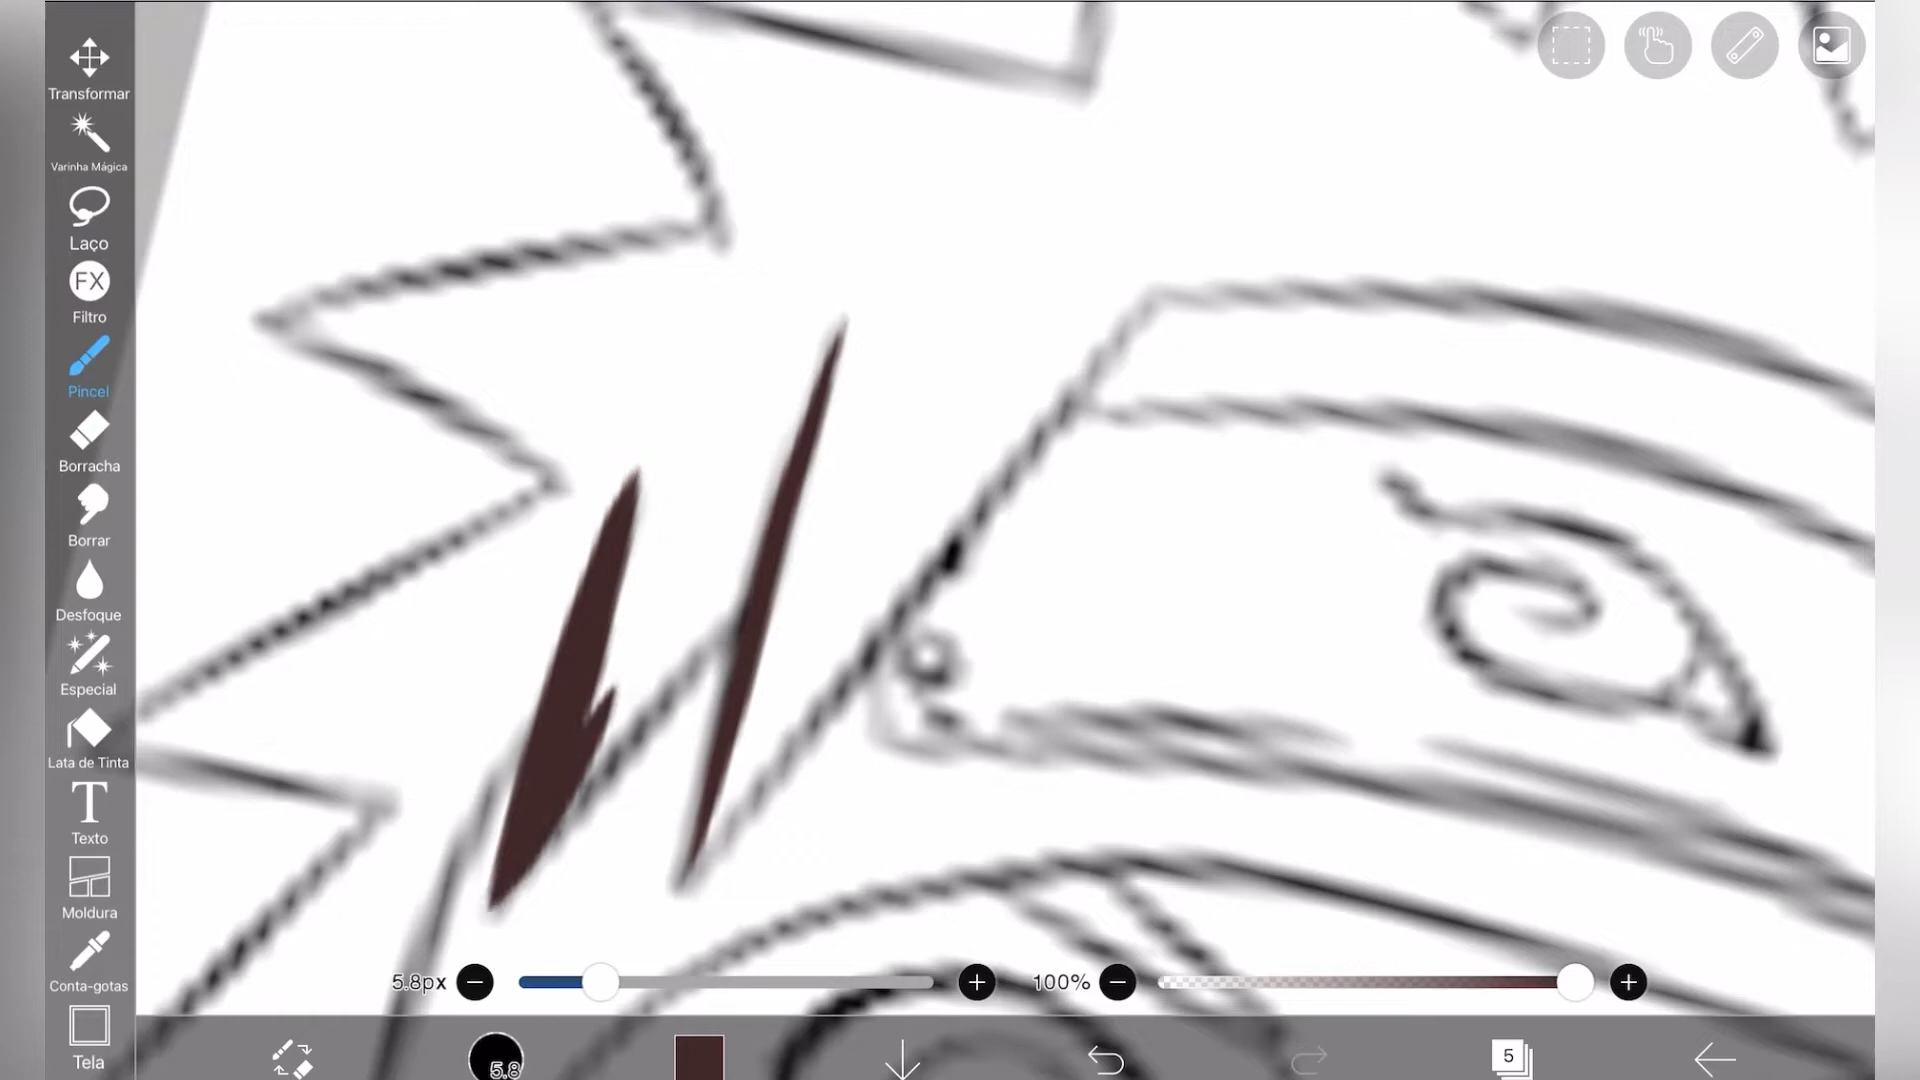 Transformar
Varinha Mágica
Laço
FX
Filtro
Pincel
Borracha
Borrar
Desfoque
Especial
Lata de Tinta
T
Texto
Moldura
Conta-gotas
Tela
5.8px
100%
5.8
5